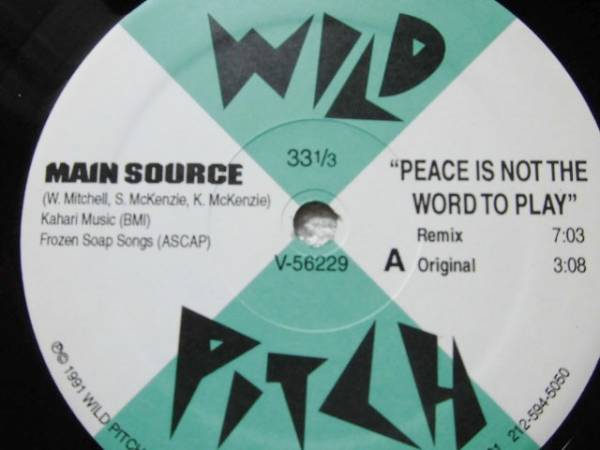 WILD
33 1/3
MAIN SOURCE
(W. Mitchell, S. McKenzie, K. McKenzie)
Kahari Music (BMI)
Frozen Soap Songs (ASCAP)
"PEACE IS NOT THE
WORD TO PLAY"
Remix 7:03
A Original 3:08
V-56229
PITCH
℗© 1991 WILD PITCH
212-594-5050